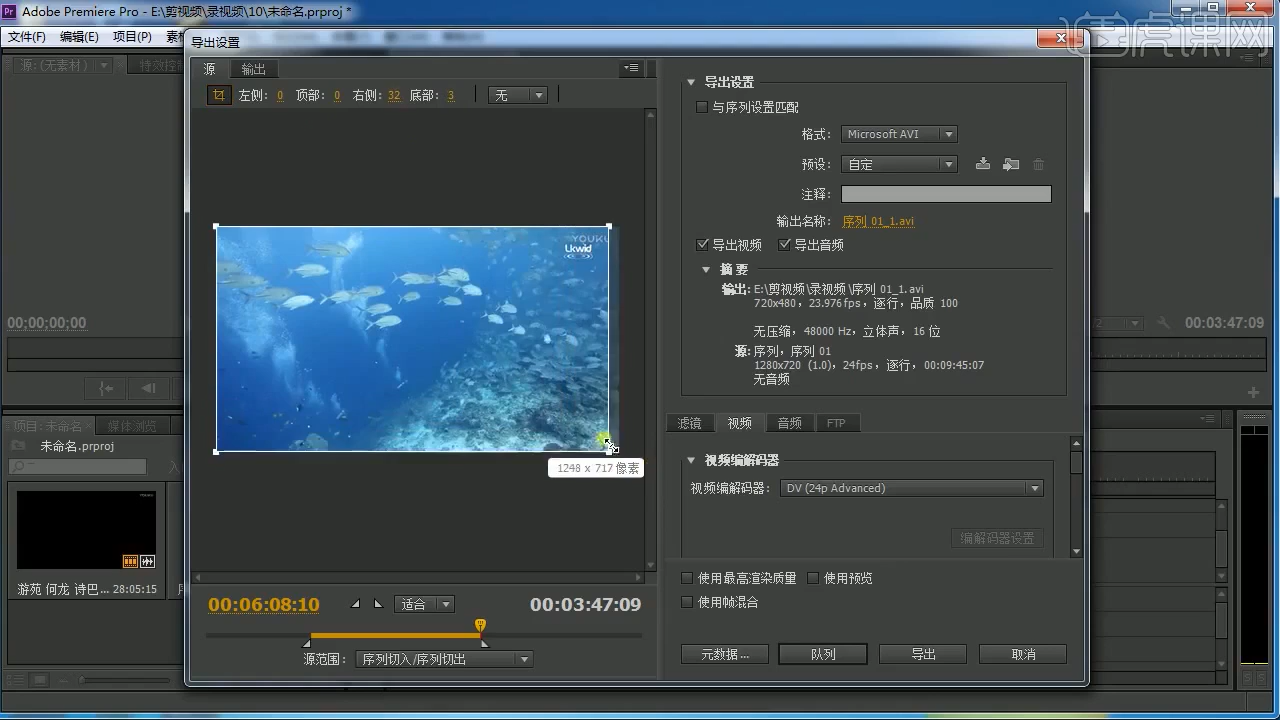 Adobe Premiere Pro - E:\剪视频\录视频\10\未命名.prproj *
虎课网
文件(F) 编辑(E) 项目(P)
导出设置
源:(无素材)
源 输出
左侧: 0 顶部: 0 右侧: 32 底部: 3 无
YOUKU
Lkwid
1248 x 717 像素
00:00:00:00
导出设置
与序列设置匹配
格式: Microsoft AVI
预设: 自定
注释:
输出名称: 序列 01_1.avi
导出视频 导出音频
摘要
输出: E:\剪视频\录视频\序列 01_1.avi
720x480, 23.976fps, 逐行, 品质 100
无压缩, 48000 Hz, 立体声, 16 位
源: 序列, 序列 01
1280x720 (1.0), 24fps, 逐行, 00:09:45:07
无音频
00:03:47:09
滤镜 视频 音频 FTP
视频编解码器
视频编解码器: DV (24p Advanced)
编解码器设置
使用最高渲染质量 使用预览
使用帧混合
元数据... 队列 导出 取消
00:06:08:10 适合 00:03:47:09
源范围: 序列切入/序列切出
项目: 未命名 媒体浏览
未命名.prproj
游苑 何龙 诗巴... 28:05:15